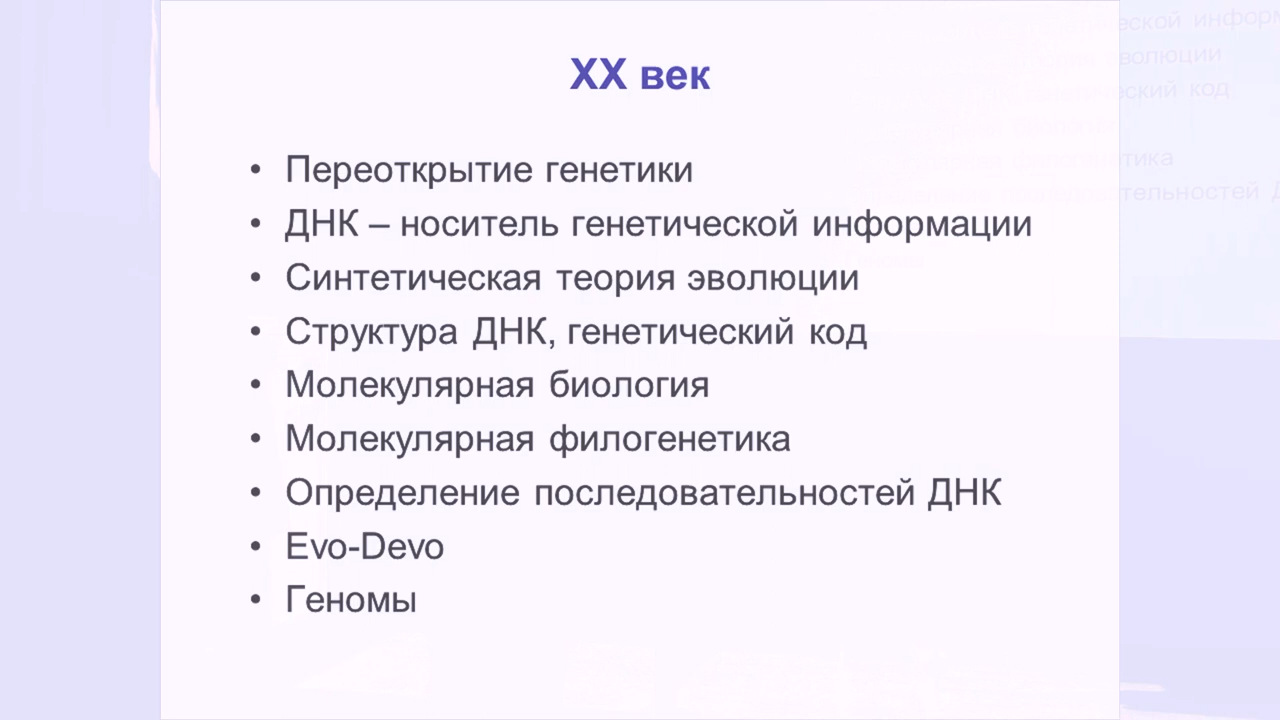 XX век
• Переоткрытие генетики
• ДНК – носитель генетической информации
• Синтетическая теория эволюции
• Структура ДНК, генетический код
• Молекулярная биология
• Молекулярная филогенетика
• Определение последовательностей ДНК
• Evo-Devo
• Геномы